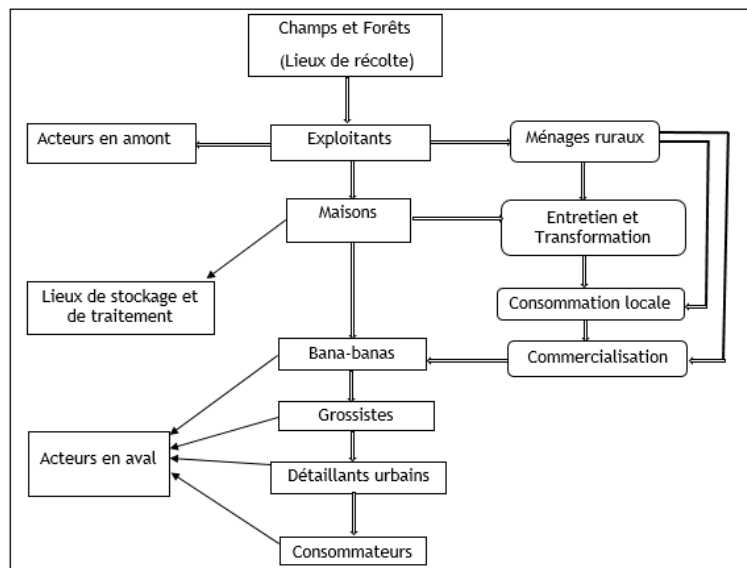 Champs et Forêts
(Lieux de récolte)
Acteurs en amont
Exploitants
Ménages ruraux
Maisons
Entretien et
Transformation
Lieux de stockage et
de traitement
Consommation locale
Bana-banas
Commercialisation
Grossistes
Acteurs en aval
Détaillants urbains
Consommateurs